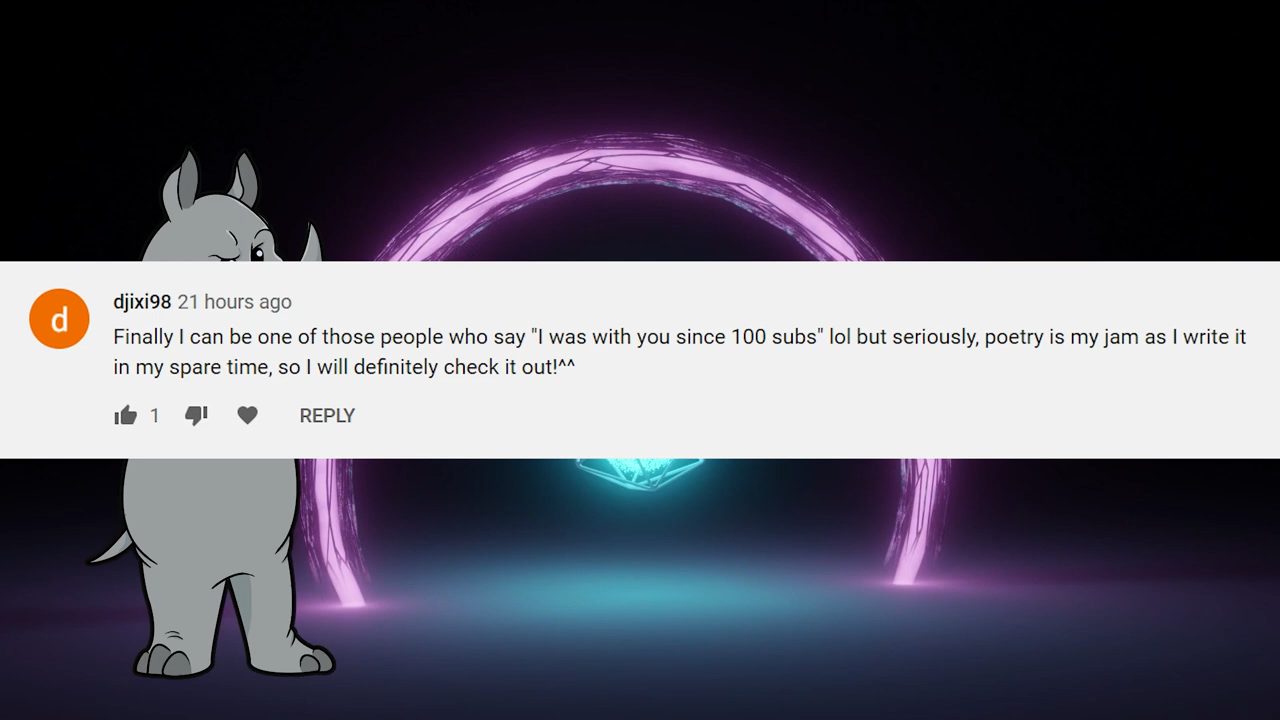 d
djixi98 21 hours ago
Finally I can be one of those people who say "I was with you since 100 subs" lol but seriously, poetry is my jam as I write it
in my spare time, so I will definitely check it out!^^
1 REPLY